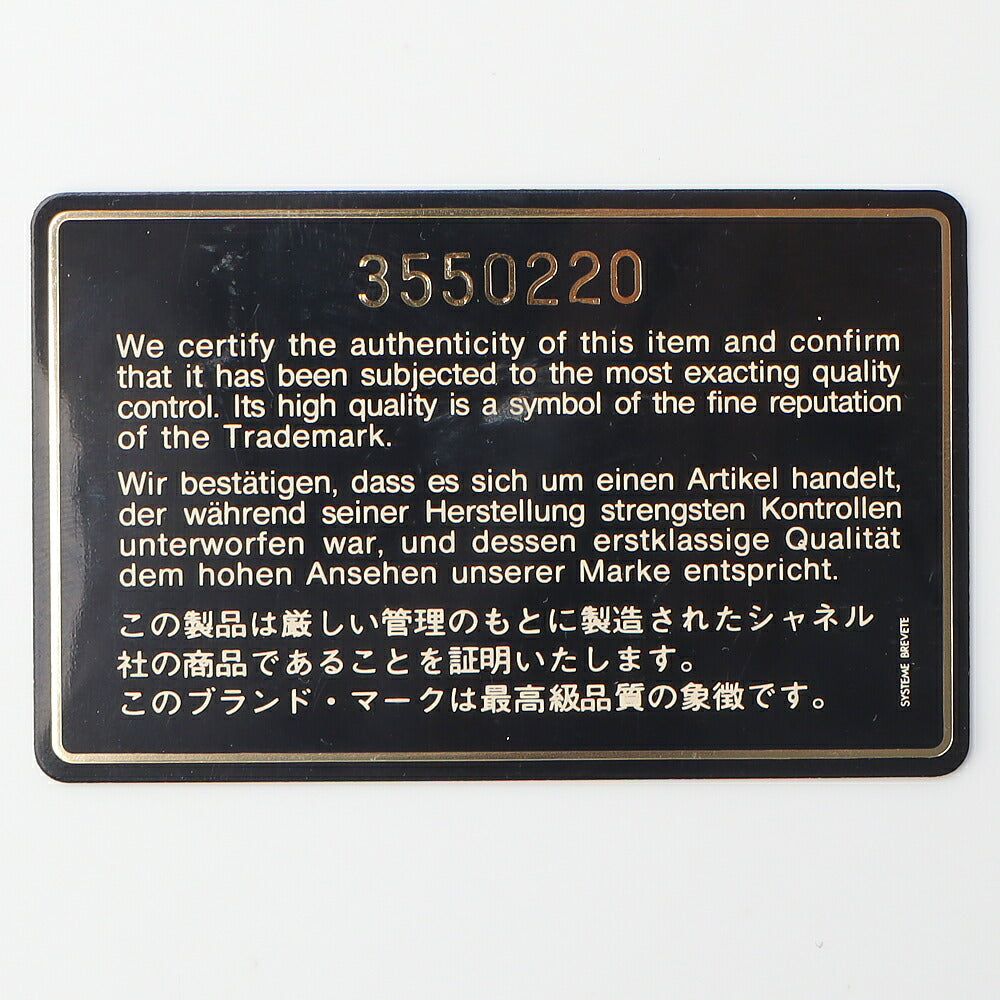 3550220
We certify the authenticity of this item and confirm
that it has been subjected to the most exacting quality
control. Its high quality is a symbol of the fine reputation
of the Trademark.
Wir bestätigen, dass es sich um einen Artikel handelt,
der während seiner Herstellung strengsten Kontrollen
unterworfen war, und dessen erstklassige Qualität
dem hohen Ansehen unserer Marke entspricht.
この製品は厳しい管理のもとに製造されたシャネル
社の商品であることを証明いたします。
このブランド・マークは最高級品質の象徴です。
SYSTEME BREVETE